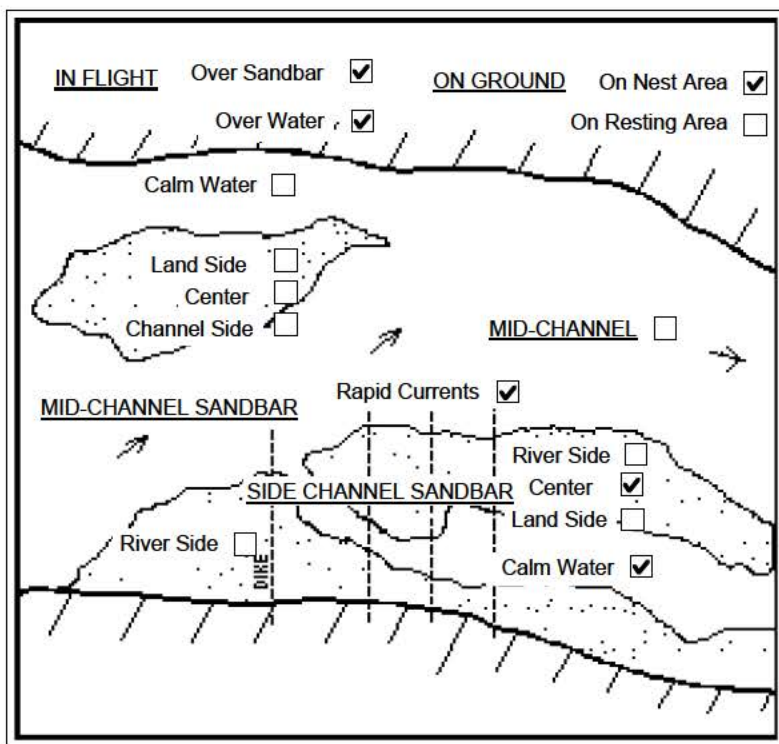 IN FLIGHT Over Sandbar ON GROUND On Nest Area
Over Water On Resting Area
Calm Water
Land Side
Center
Channel Side
MID-CHANNEL
Rapid Currents
MID-CHANNEL SANDBAR
River Side
SIDE CHANNEL SANDBAR Center
Land Side
River Side
DIKE
Calm Water